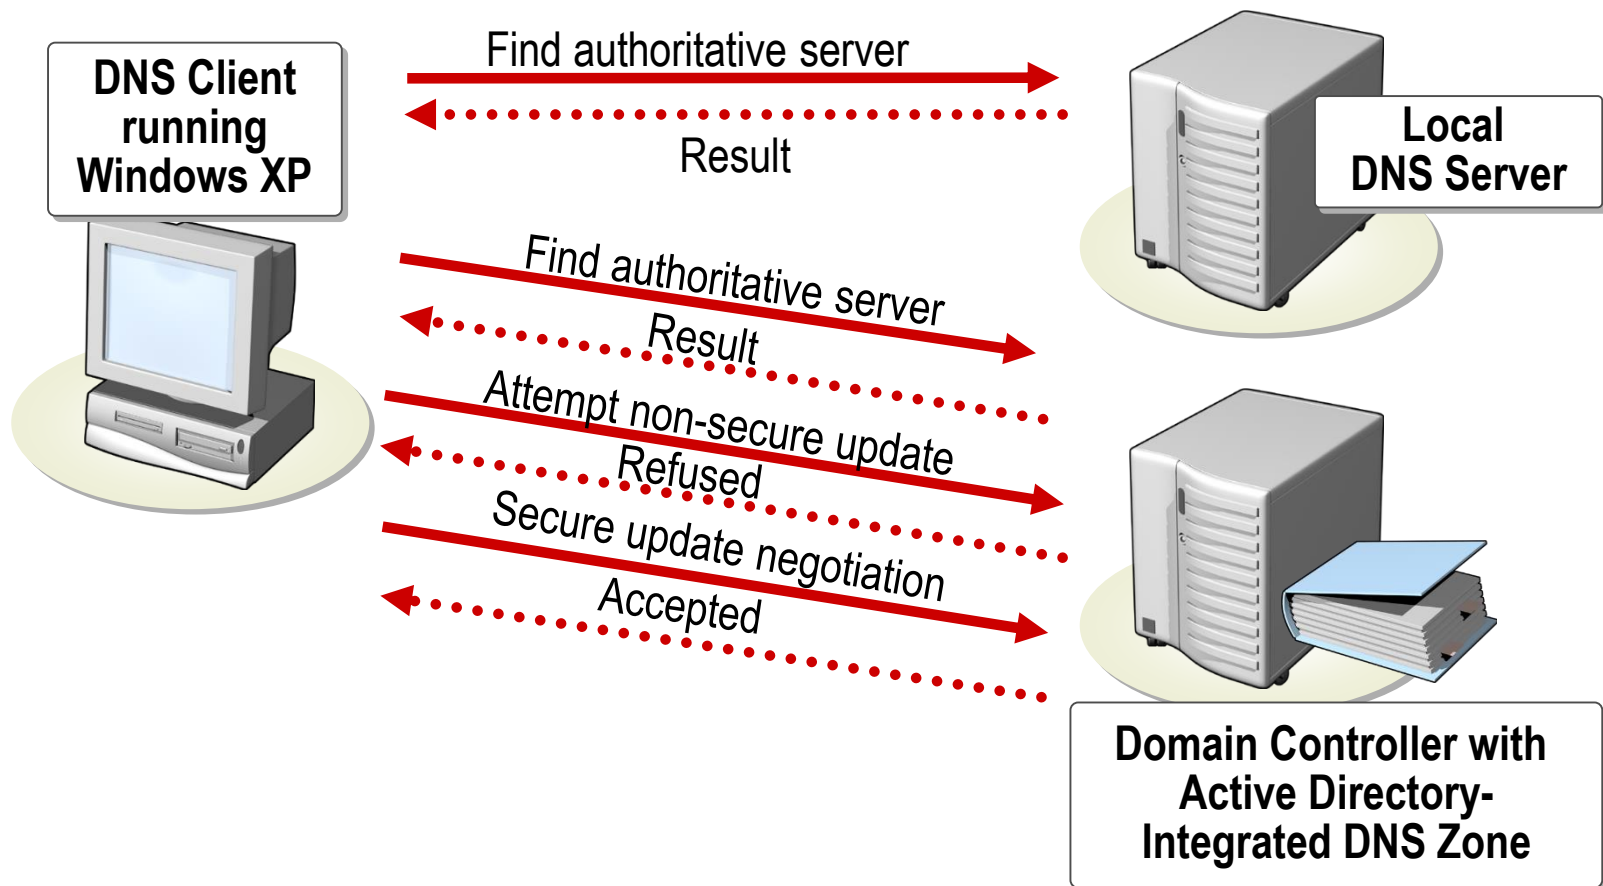 DNS Client
running
Windows XP
Find authoritative server
Result
Local
DNS Server
Find authoritative server
Result
Attempt non-secure update
Refused
Secure update negotiation
Accepted
Domain Controller with
Active Directory-
Integrated DNS Zone